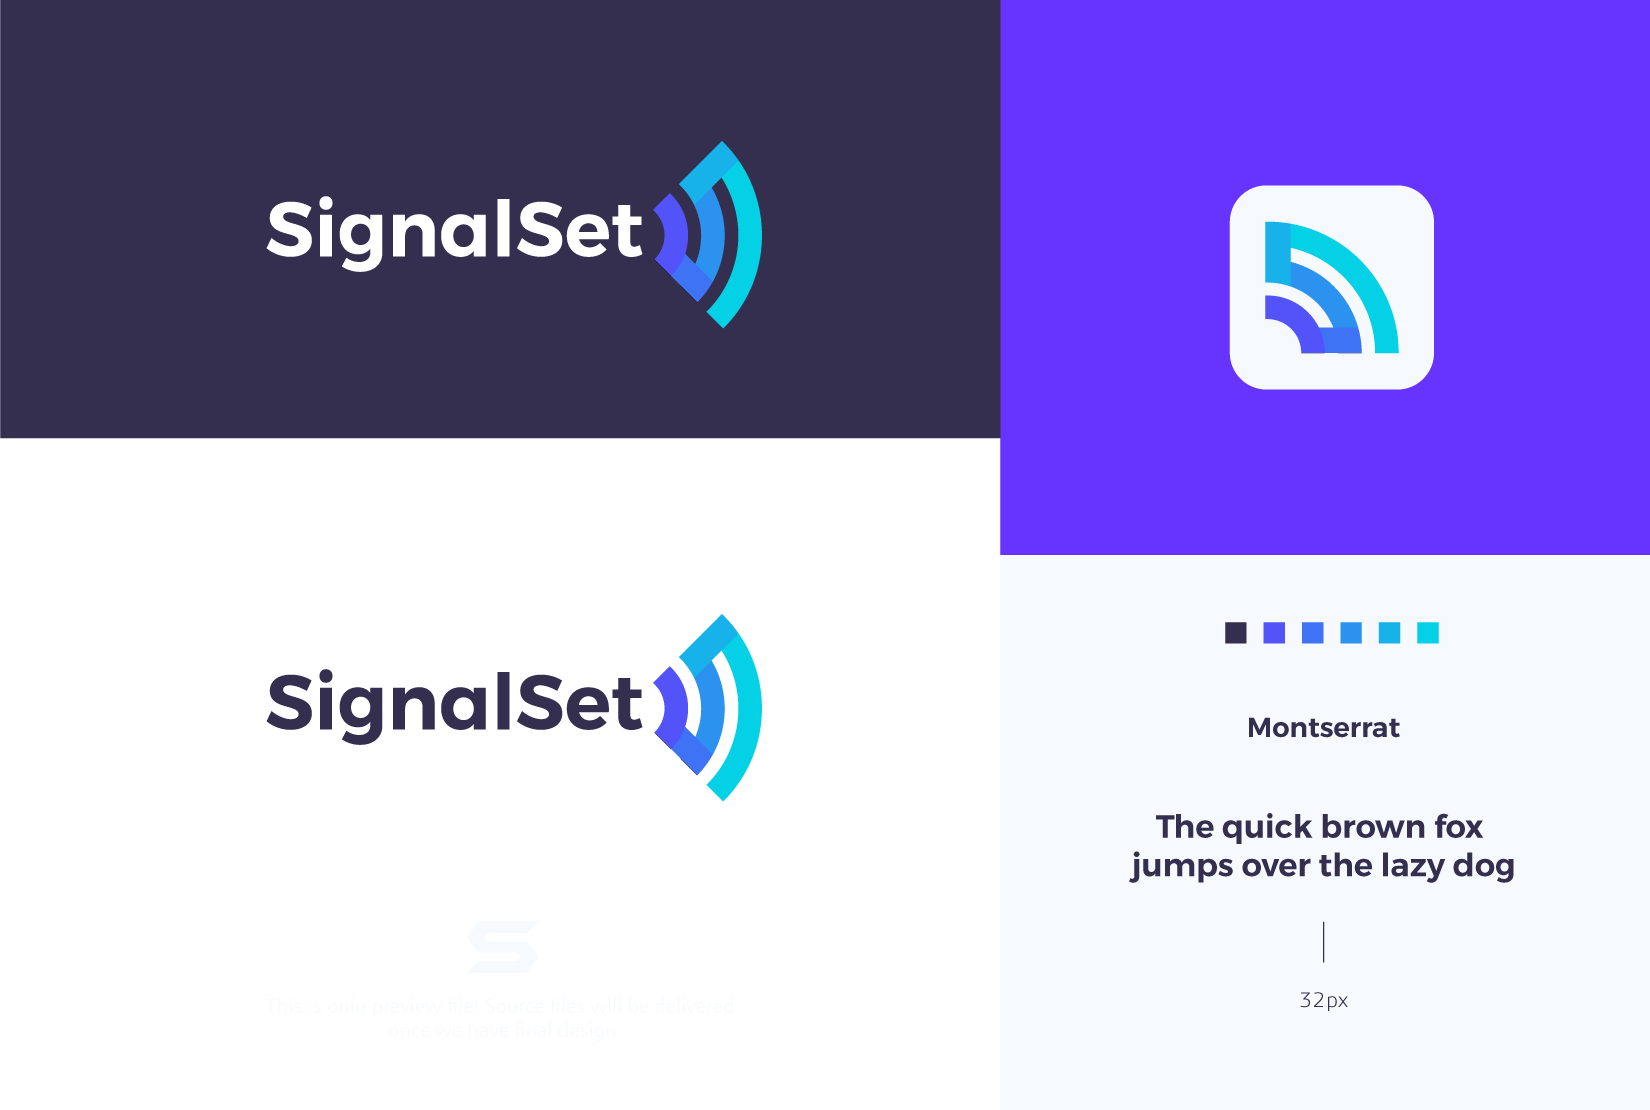 SignalSet
SignalSet
This is only preview file! Source files will be delivered
once we have final design
Montserrat
The quick brown fox
jumps over the lazy dog
32px